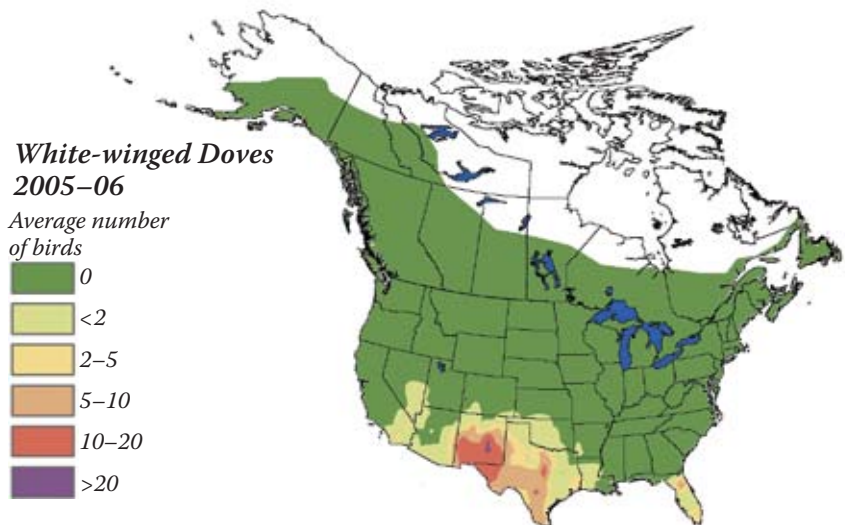 White-winged Doves
2005–06
Average number
of birds
0
<2
2–5
5–10
10–20
>20